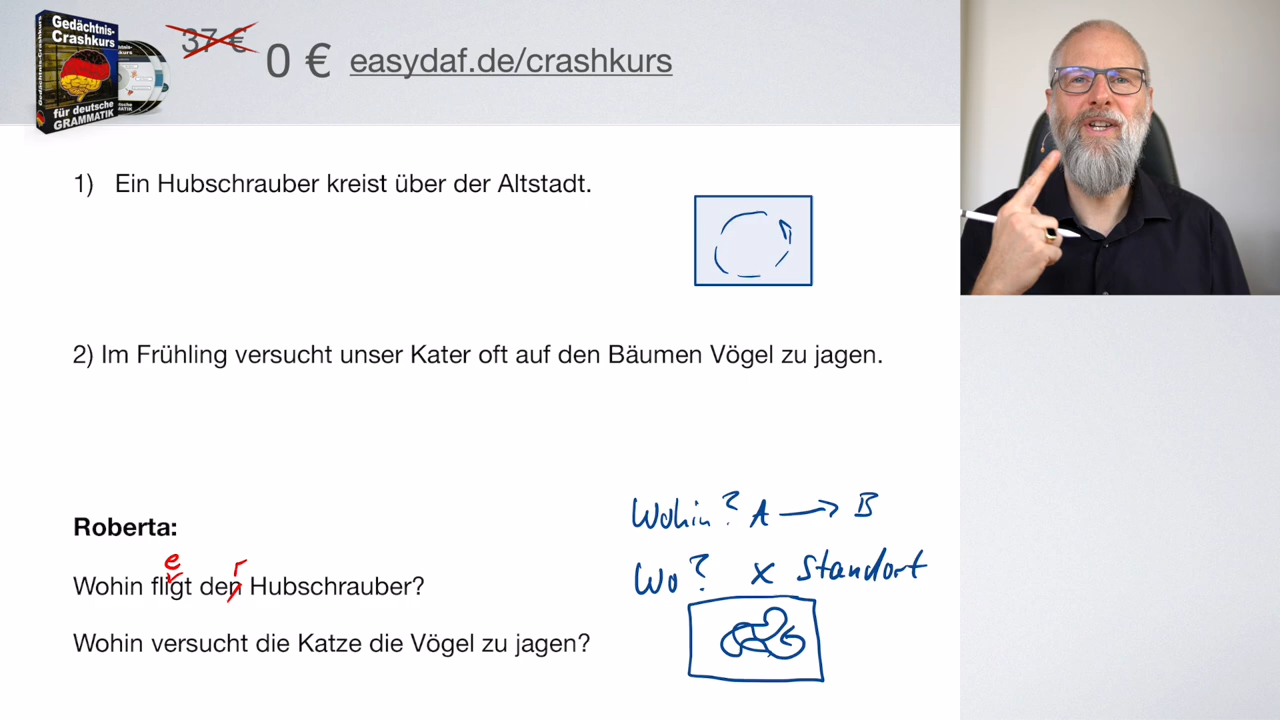 Gedächtnis-
Crashkurs
für deutsche
GRAMMATIK
37 €
0 € easydaf.de/crashkurs
1) Ein Hubschrauber kreist über der Altstadt.
2) Im Frühling versucht unser Kater oft auf den Bäumen Vögel zu jagen.
Wohin? A → B
Roberta:
Wo? x Standort
e r
Wohin fligt den Hubschrauber?
Wohin versucht die Katze die Vögel zu jagen?